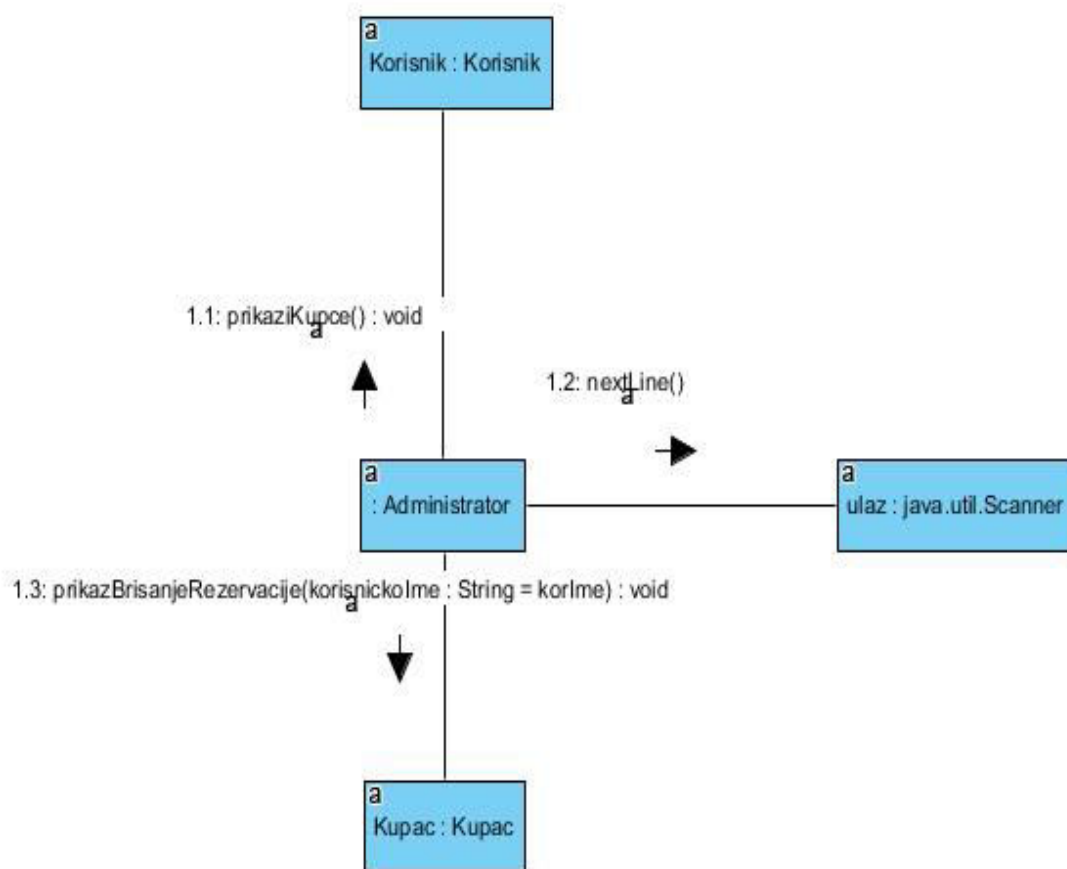 a
Korisnik : Korisnik
1.1: prikaziKupce() : void
a
1.2: nextLine()
a
a
: Administrator
a
ulaz : java.util.Scanner
1.3: prikazBrisanjeRezervacije(korisnickoIme : String = korIme) : void
a
a
Kupac : Kupac